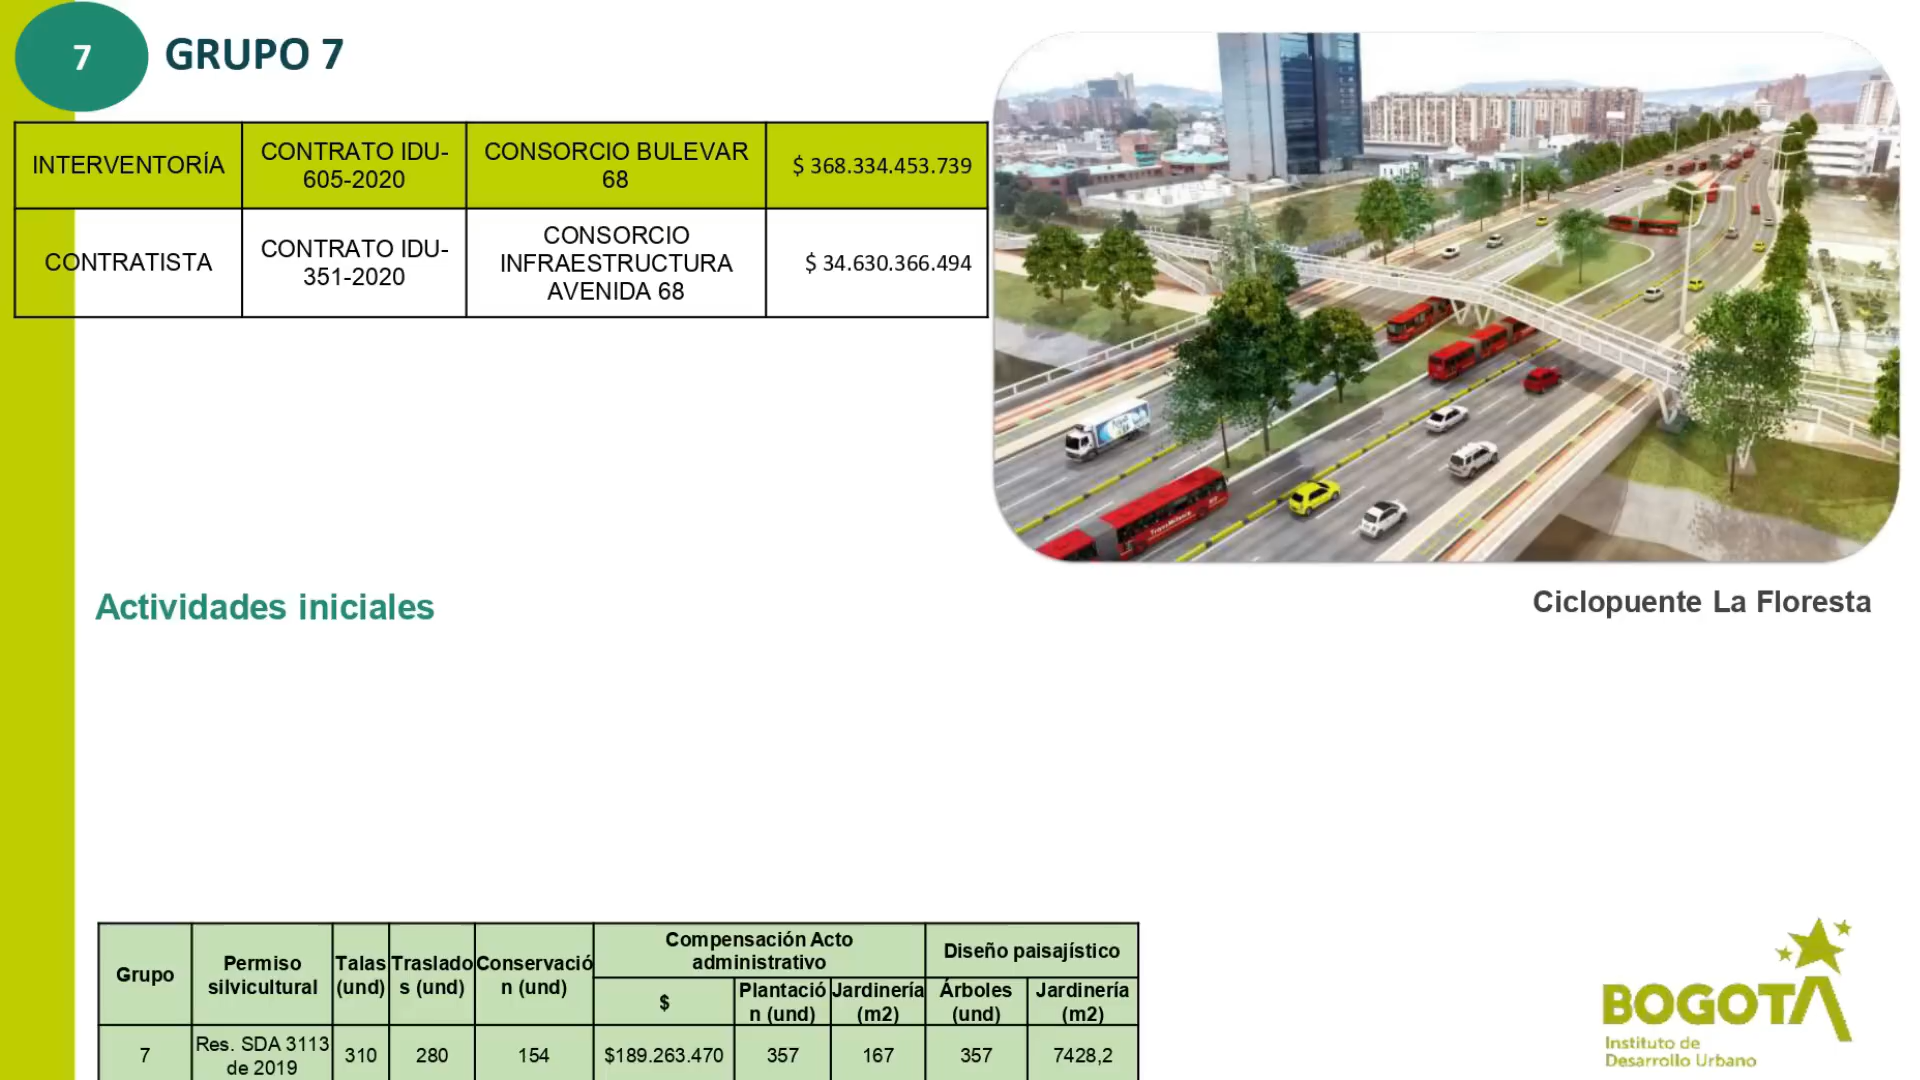 7
GRUPO 7
INTERVENTORÍA
CONTRATO IDU-
605-2020
CONSORCIO BULEVAR
68
$ 368.334.453.739
CONTRATISTA
CONTRATO IDU-
351-2020
CONSORCIO
INFRAESTRUCTURA
AVENIDA 68
$ 34.630.366.494
TransMilenio
Actividades iniciales
Ciclopuente La Floresta
Grupo
Permiso
silvicultural
Talas
(und)
Traslado
s (und)
Conservació
n (und)
Compensación Acto
administrativo
Diseño paisajístico
$
Plantació
n (und)
Jardinería
(m2)
Árboles
(und)
Jardinería
(m2)
7
Res. SDA 3113
de 2019
310
280
154
$189.263.470
357
167
357
7428,2
BOGOTÁ
Instituto de
Desarrollo Urbano